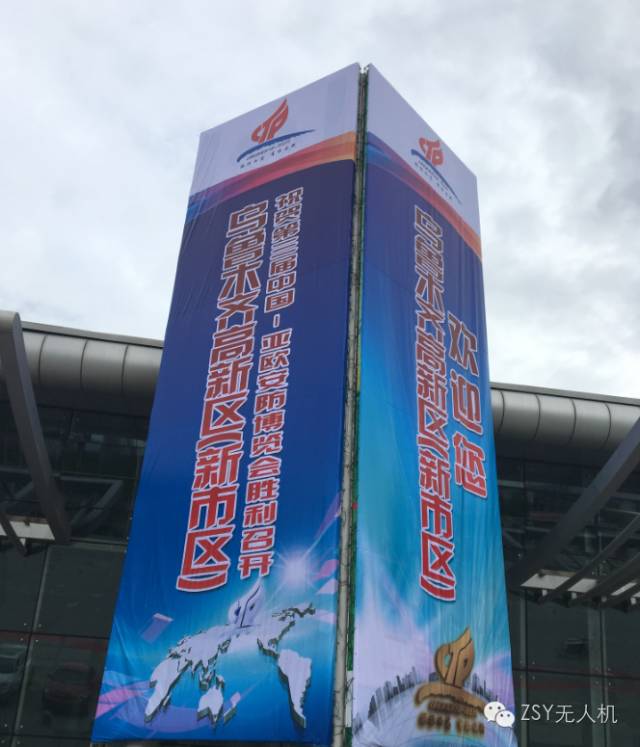 祝贺第三届中国-亚欧安防博览会胜利召开
乌鲁木齐高新区(新市区)
欢迎您
乌鲁木齐高新区(新市区)
ZSY无人机